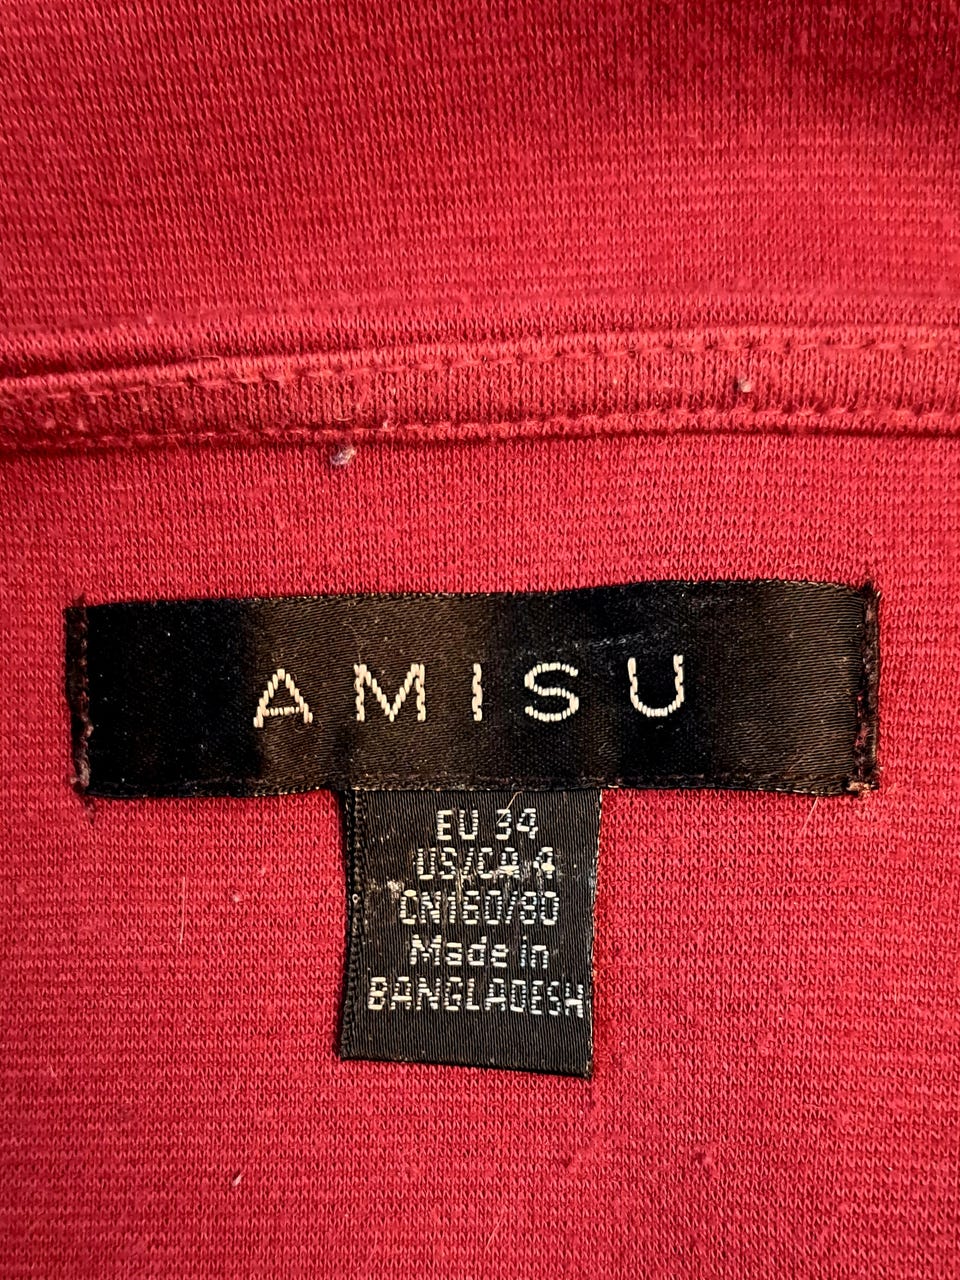 AMISU
EU 34
US/CA 4
CN160/80
Made in
BANGLADESH